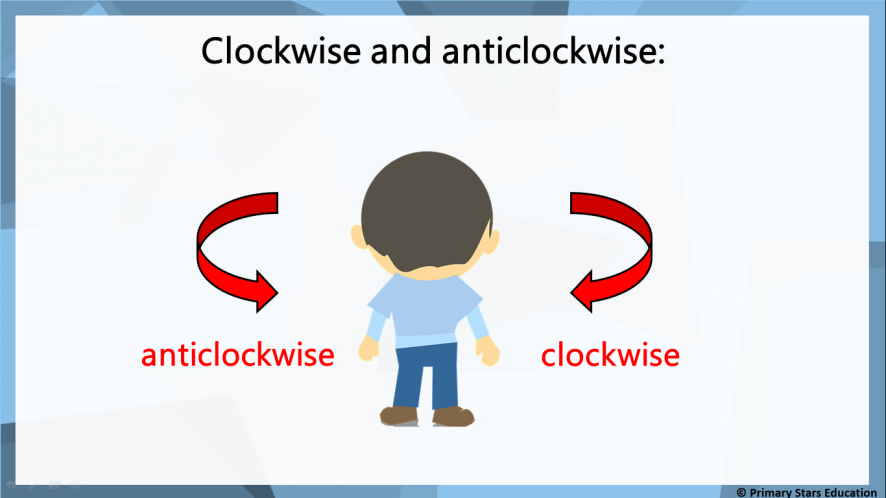 Clockwise and anticlockwise:
anticlockwise
clockwise
© Primary Stars Education